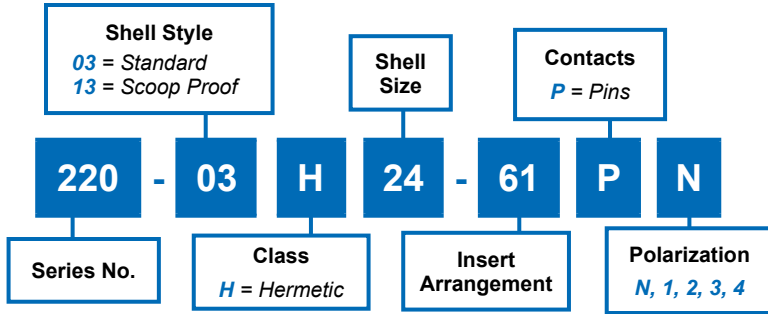 Shell Style
03 = Standard
13 = Scoop Proof
Shell
Size
Contacts
P = Pins
220 - 03 H 24 - 61 P N
Series No.
Class
H = Hermetic
Insert
Arrangement
Polarization
N, 1, 2, 3, 4